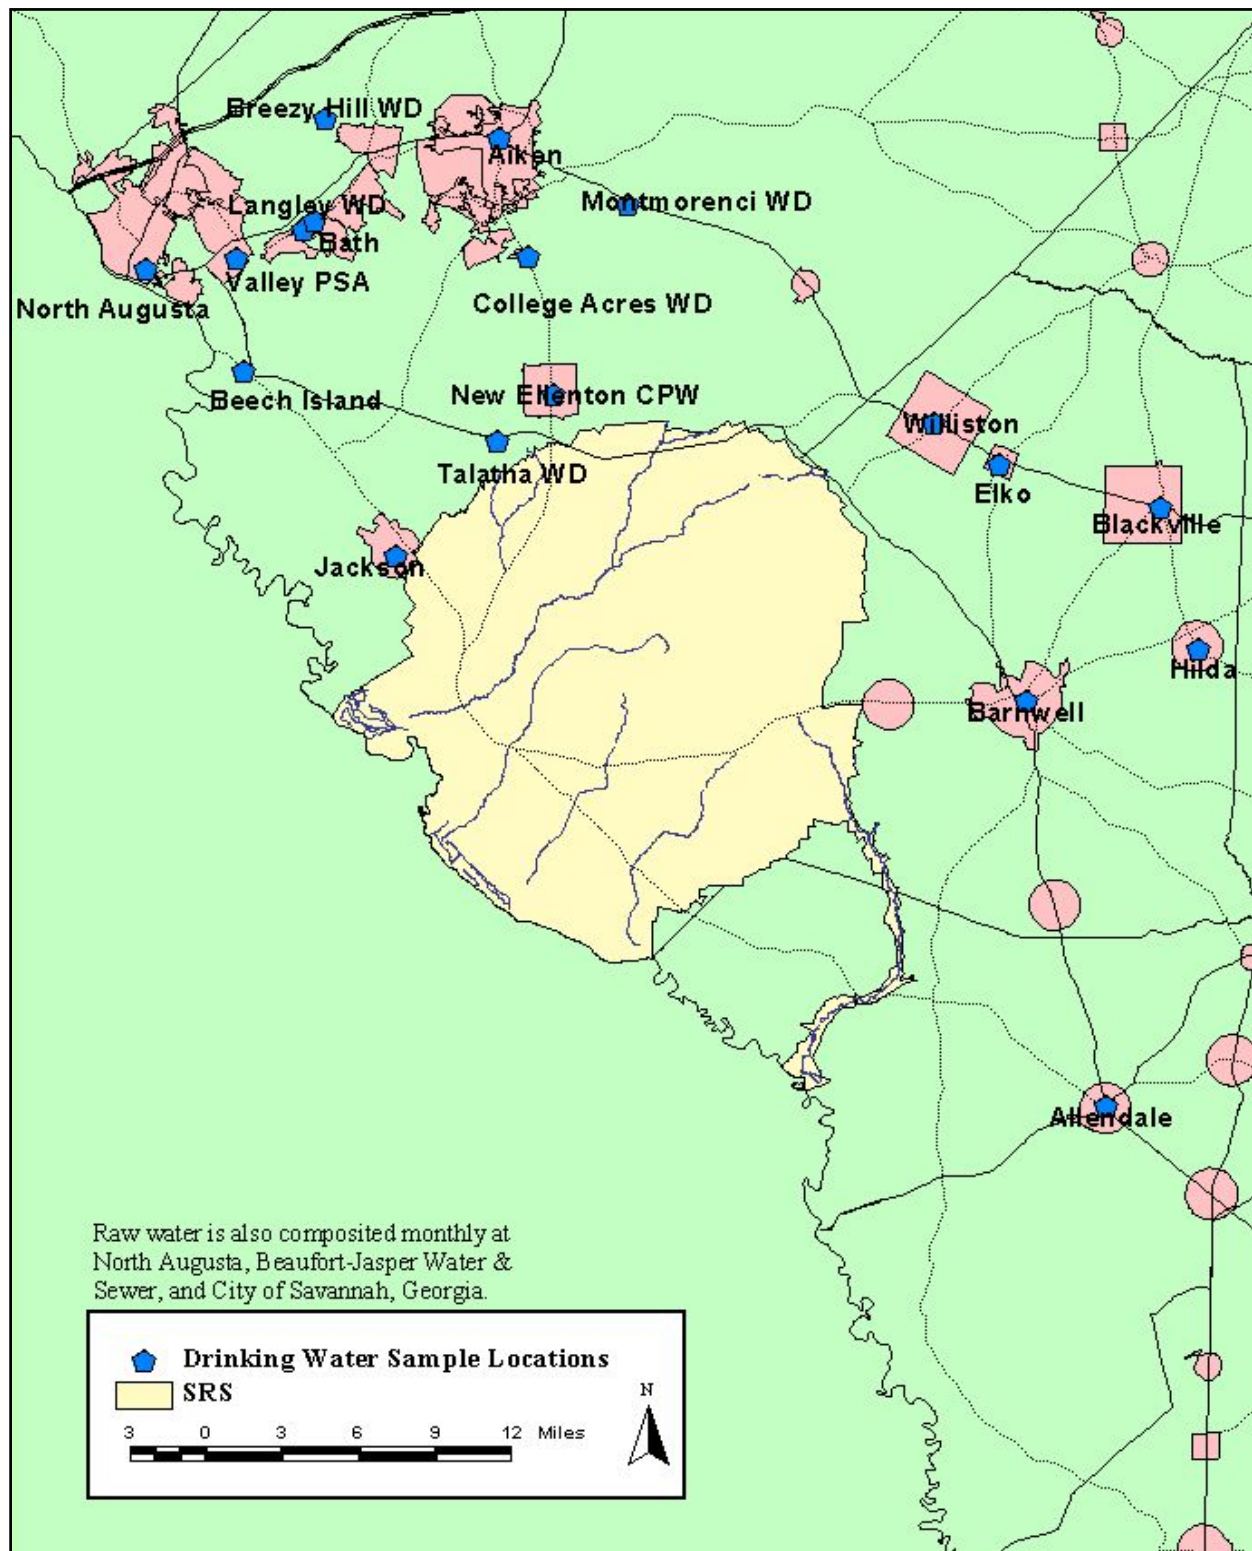 Breezy Hill WD
Aiken
Langley WD
Montmorenci WD
Bath
Valley PSA
North Augusta
College Acres WD
New Ellenton CPW
Beech Island
Williston
Talatha WD
Elko
Blackville
Jackson
Hilda
Barnwell
Allendale
Raw water is also composited monthly at
North Augusta, Beaufort-Jasper Water &
Sewer, and City of Savannah, Georgia.
Drinking Water Sample Locations
SRS
N
3 0 3 6 9 12 Miles